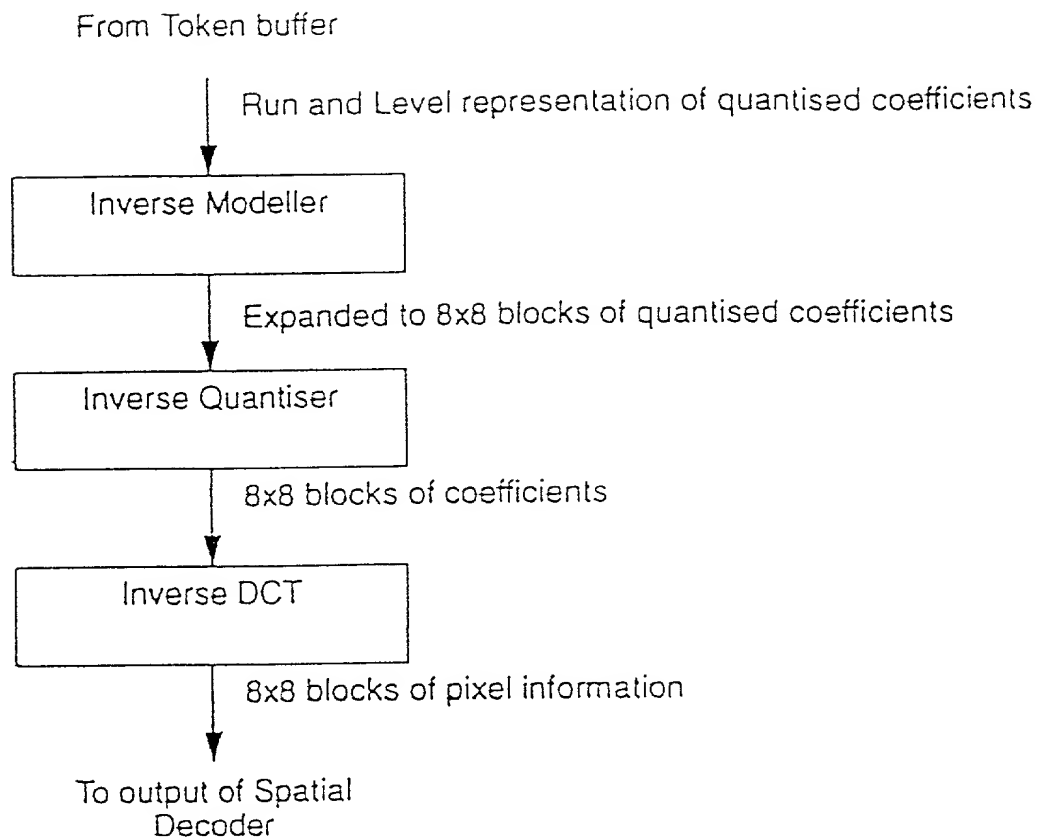 From Token buffer
Run and Level representation of quantised coefficients
Inverse Modeller
Expanded to 8x8 blocks of quantised coefficients
Inverse Quantiser
8x8 blocks of coefficients
Inverse DCT
8x8 blocks of pixel information
To output of Spatial
Decoder